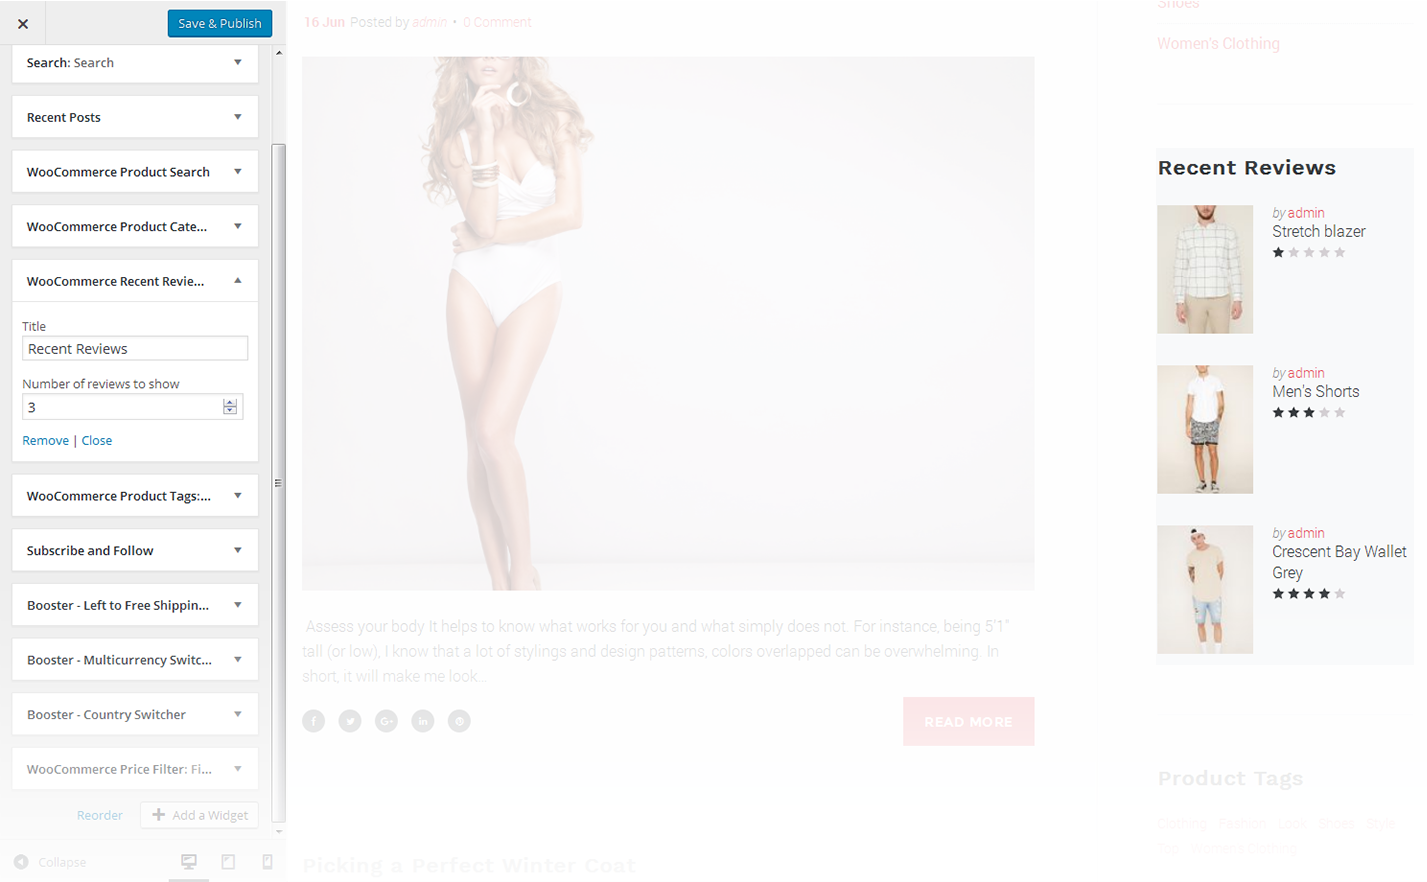 Save & Publish
Search: Search
Recent Posts
WooCommerce Product Search
WooCommerce Product Cate...
WooCommerce Recent Revie...
Title
Recent Reviews
Number of reviews to show
3
Remove | Close
WooCommerce Product Tags:...
Subscribe and Follow
Booster - Left to Free Shippin...
Booster - Multicurrency Switc...
Booster - Country Switcher
WooCommerce Price Filter: Fi...
Reorder
Add a Widget
Collapse
16 Jun Posted by admin • 0 Comment
Assess your body It helps to know what works for you and what simply does not. For instance, being 5'1"
tall (or low), I know that a lot of stylings and design patterns, colors overlapped can be overwhelming. In
short, it will make me look...
READ MORE
Picking a Perfect Winter Coat
Shoes
Women's Clothing
Recent Reviews
by admin
Stretch blazer
by admin
Men's Shorts
by admin
Crescent Bay Wallet
Grey
Product Tags
Clothing Fashion Look Shoes Style
Women's Clothing